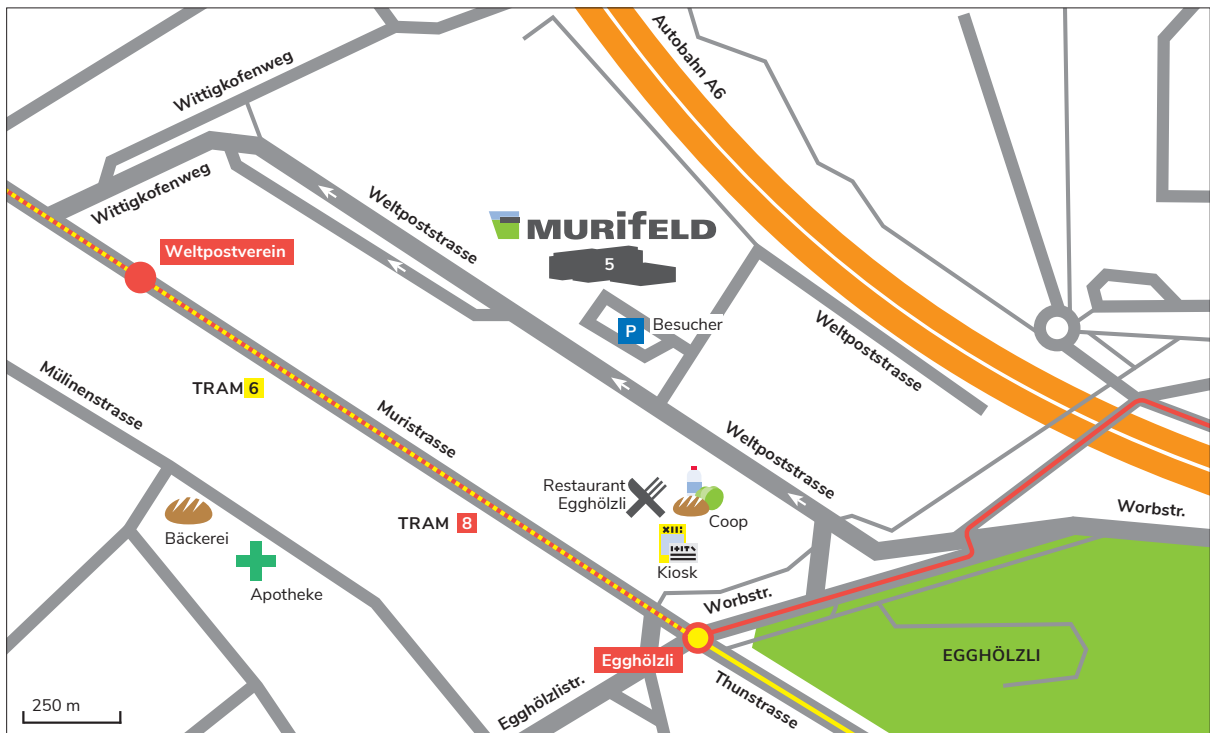 Autobahn A6
Wittigkofenweg
Wittigkofenweg
Weltpoststrasse
MURiFELD
5
Weltpostverein
P
Besucher
Weltpoststrasse
Mülinenstrasse
TRAM 6
Muristrasse
Weltpoststrasse
Restaurant
Egghölzli
Coop
TRAM 8
Worbstr.
Bäckerei
Kiosk
Apotheke
Worbstr.
Egghölzli
EGGHÖLZLI
Thunstrasse
Egghölzlistr.
250 m